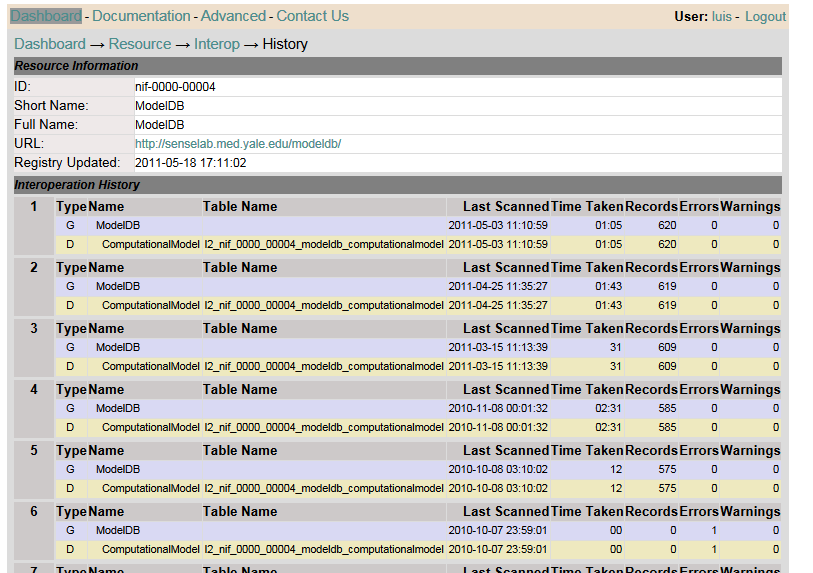 Dashboard - Documentation - Advanced - Contact Us User: luis - Logout
Dashboard → Resource → Interop → History
Resource Information
ID: nif-0000-00004
Short Name: ModelDB
Full Name: ModelDB
URL: http://senselab.med.yale.edu/modeldb/
Registry Updated: 2011-05-18 17:11:02
Interoperation History
1 Type Name Table Name Last Scanned Time Taken Records Errors Warnings
G ModelDB 2011-05-03 11:10:59 01:05 620 0 0
D ComputationalModel l2_nif_0000_00004_modeldb_computationalmodel 2011-05-03 11:10:59 01:05 620 0 0
2 Type Name Table Name Last Scanned Time Taken Records Errors Warnings
G ModelDB 2011-04-25 11:35:27 01:43 619 0 0
D ComputationalModel l2_nif_0000_00004_modeldb_computationalmodel 2011-04-25 11:35:27 01:43 619 0 0
3 Type Name Table Name Last Scanned Time Taken Records Errors Warnings
G ModelDB 2011-03-15 11:13:39 31 609 0 0
D ComputationalModel l2_nif_0000_00004_modeldb_computationalmodel 2011-03-15 11:13:39 31 609 0 0
4 Type Name Table Name Last Scanned Time Taken Records Errors Warnings
G ModelDB 2010-11-08 00:01:32 02:31 585 0 0
D ComputationalModel l2_nif_0000_00004_modeldb_computationalmodel 2010-11-08 00:01:32 02:31 585 0 0
5 Type Name Table Name Last Scanned Time Taken Records Errors Warnings
G ModelDB 2010-10-08 03:10:02 12 575 0 0
D ComputationalModel l2_nif_0000_00004_modeldb_computationalmodel 2010-10-08 03:10:02 12 575 0 0
6 Type Name Table Name Last Scanned Time Taken Records Errors Warnings
G ModelDB 2010-10-07 23:59:01 00 0 1 0
D ComputationalModel l2_nif_0000_00004_modeldb_computationalmodel 2010-10-07 23:59:01 00 0 1 0
7 Type Name Table Name Last Scanned Time Taken Records Errors Warnings